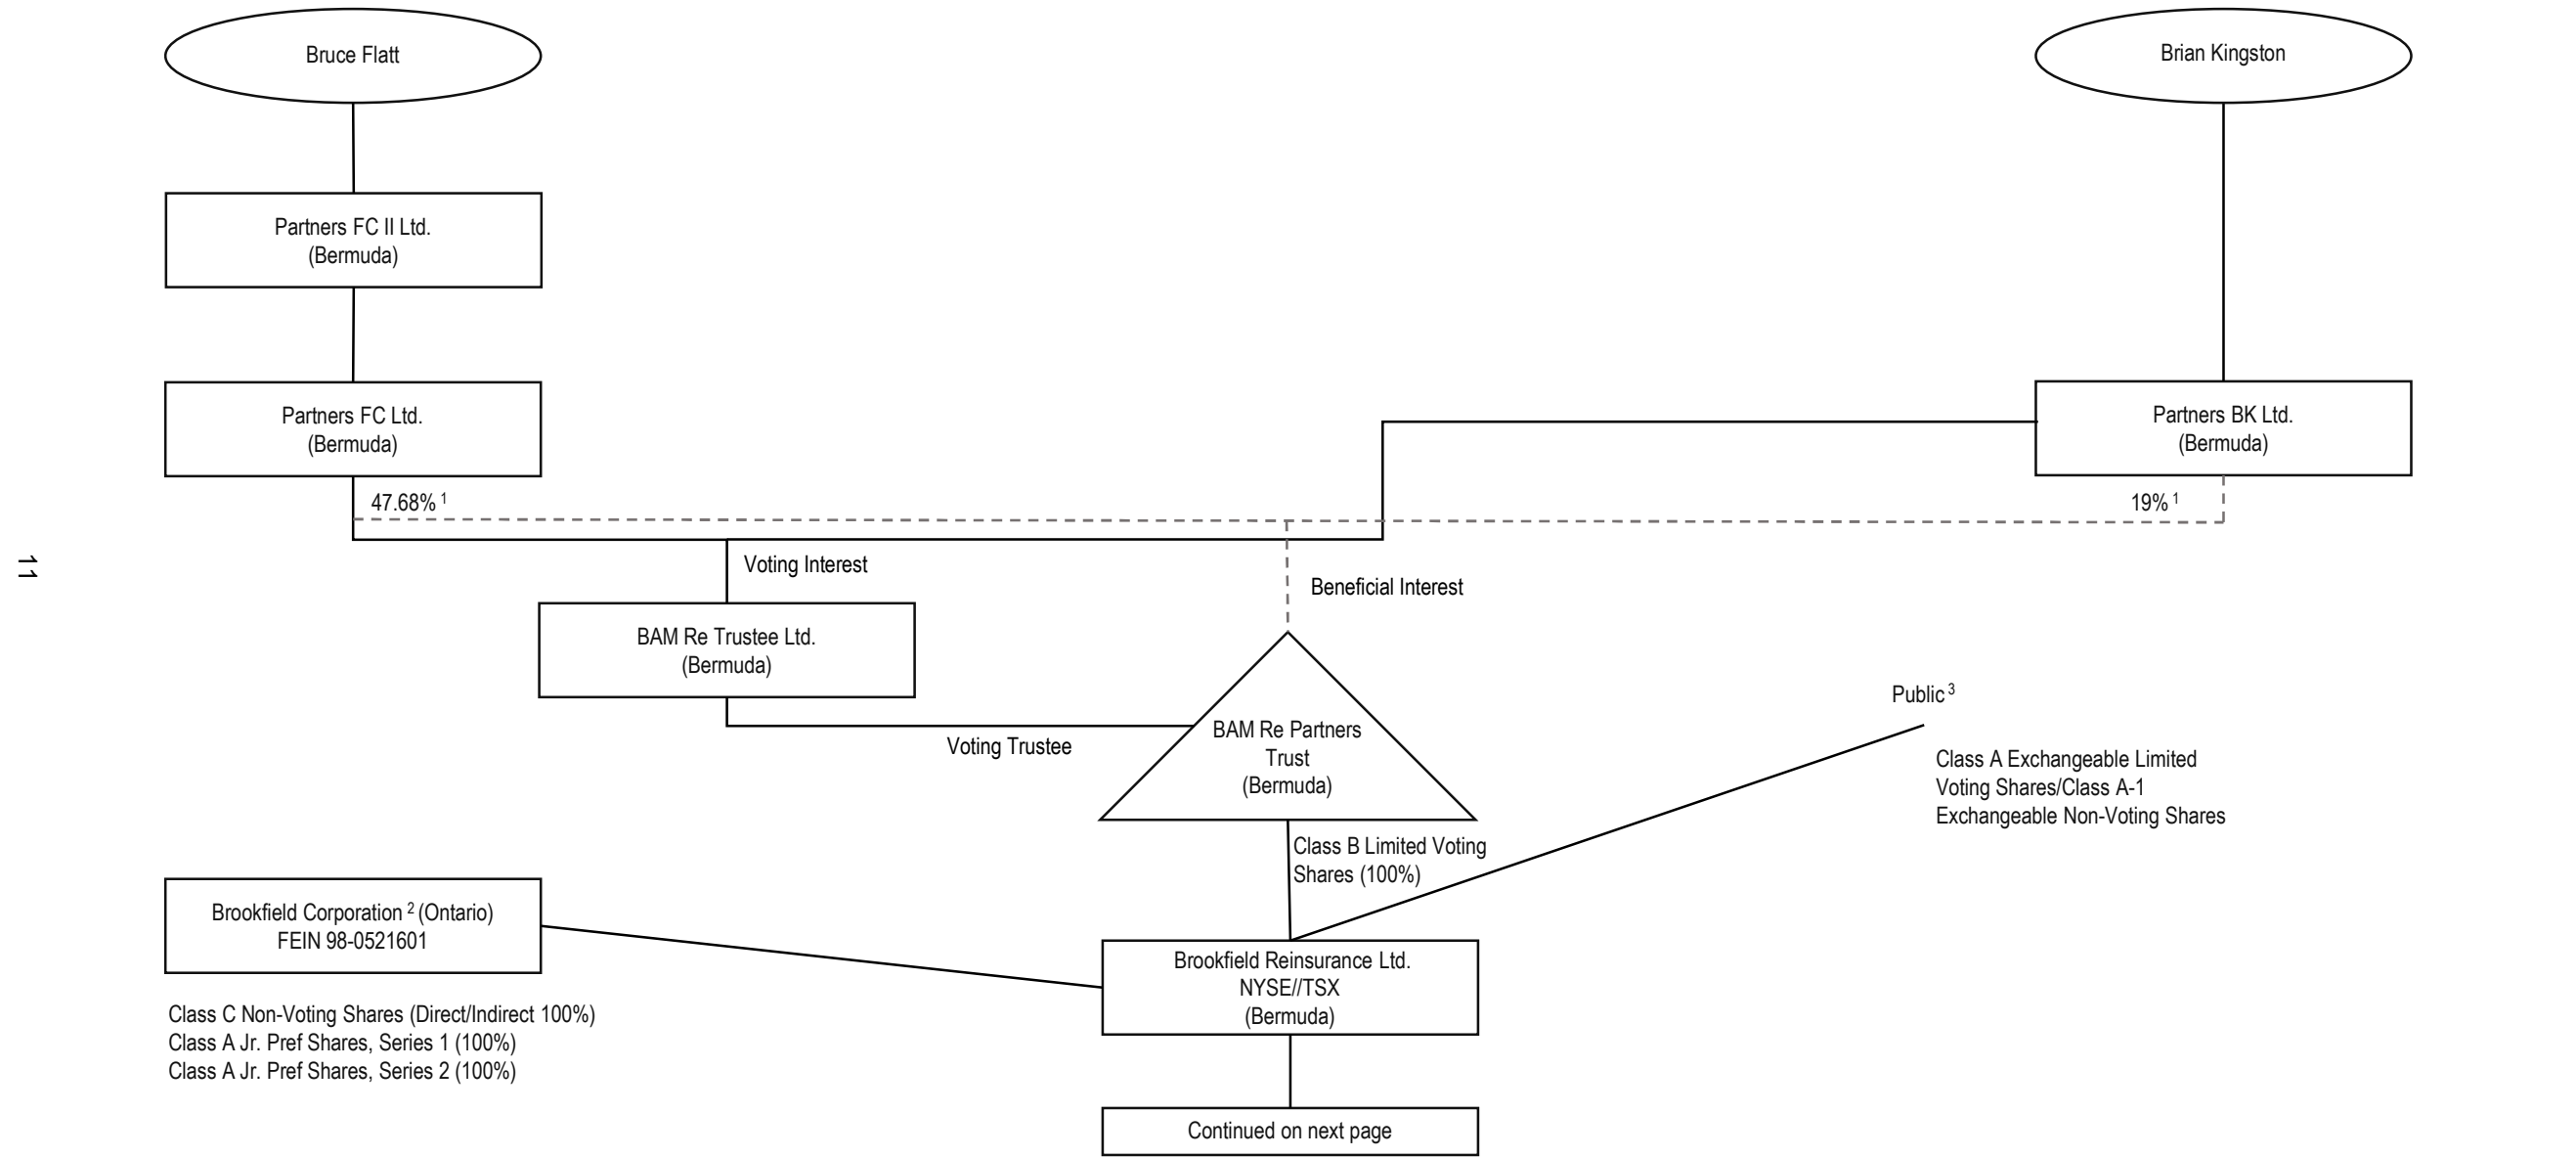 Bruce Flatt
Brian Kingston
Partners FC II Ltd.
(Bermuda)
Partners FC Ltd.
(Bermuda)
Partners BK Ltd.
(Bermuda)
47.68% 1
19% 1
Voting Interest
Beneficial Interest
11
BAM Re Trustee Ltd.
(Bermuda)
Voting Trustee
BAM Re Partners
Trust
(Bermuda)
Public 3
Class A Exchangeable Limited
Voting Shares/Class A-1
Exchangeable Non-Voting Shares
Class B Limited Voting
Shares (100%)
Brookfield Corporation 2 (Ontario)
FEIN 98-0521601
Class C Non-Voting Shares (Direct/Indirect 100%)
Class A Jr. Pref Shares, Series 1 (100%)
Class A Jr. Pref Shares, Series 2 (100%)
Brookfield Reinsurance Ltd.
NYSE//TSX
(Bermuda)
Continued on next page